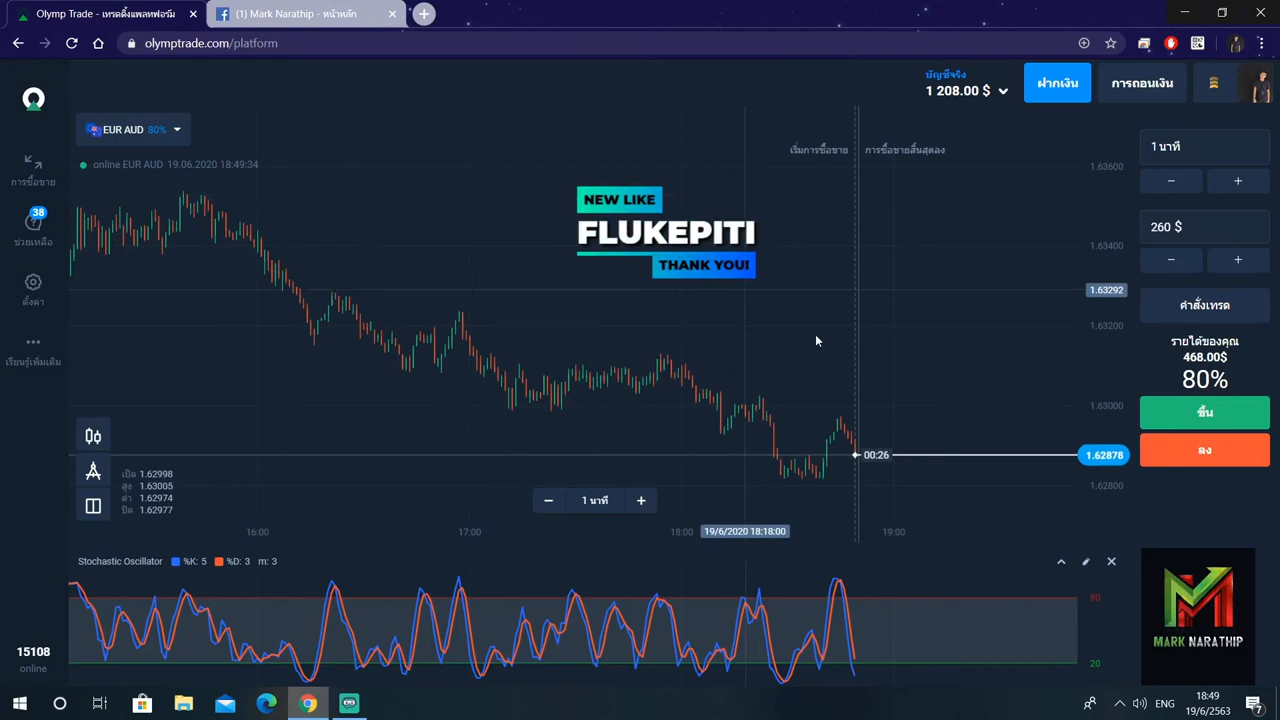 Olymp Trade - เทรดดิ้งแพลทฟอร์ม
(1) Mark Narathip - หน้าหลัก
olymptrade.com/platform
บัญชีจริง
1 208.00 $
ฝากเงิน
การถอนเงิน
EUR AUD 80%
online EUR AUD 19.06.2020 18:49:34
เริ่มการซื้อขาย
การซื้อขายสิ้นสุดลง
NEW LIKE
FLUKEPITI
THANK YOU!
การซื้อขาย
38
ช่วยเหลือ
ตั้งค่า
เรียนรู้เพิ่มเติม
15108
online
1.63600
1.63400
1.63292
1.63200
1.63000
1.62878
1.62800
00:26
เปิด 1.62998
สูง 1.63005
ต่ำ 1.62974
ปิด 1.62977
− 1 นาที +
16:00
17:00
18:00
19/6/2020 18:18:00
19:00
Stochastic Oscillator %K: 5 %D: 3 m: 3
80
20
1 นาที
− +
260 $
− +
คำสั่งเทรด
รายได้ของคุณ
468.00$
80%
ขึ้น
ลง
MARK NARATHIP
ENG
18:49
19/6/2563
7